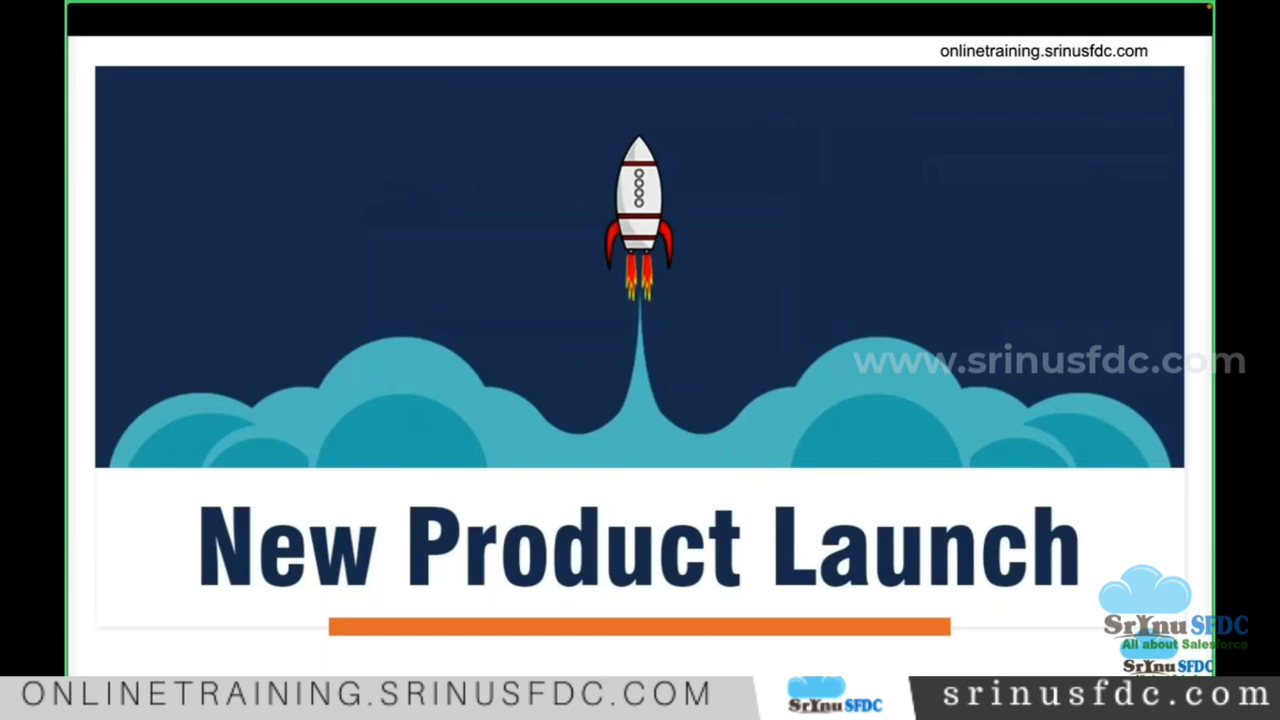 onlinetraining.srinusfdc.com
www.srinusfdc.com
New Product Launch
SrYnu SFDC
All about Salesforce
SrYnu SFDC
ONLINETRAINING.SRINUSFDC.COM
SrYnu SFDC
srinusfdc.com